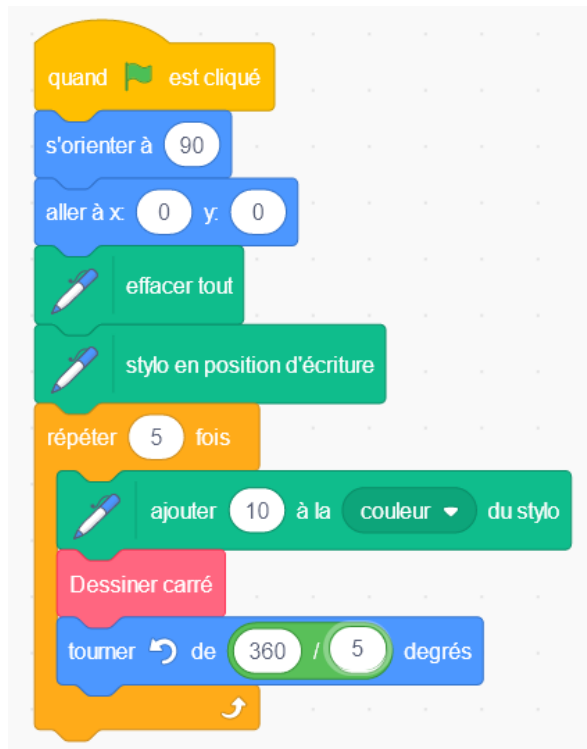 quand est cliqué
s'orienter à 90
aller à x: 0 y: 0
effacer tout
stylo en position d'écriture
répéter 5 fois
ajouter 10 à la couleur du stylo
Dessiner carré
tourner de 360 / 5 degrés